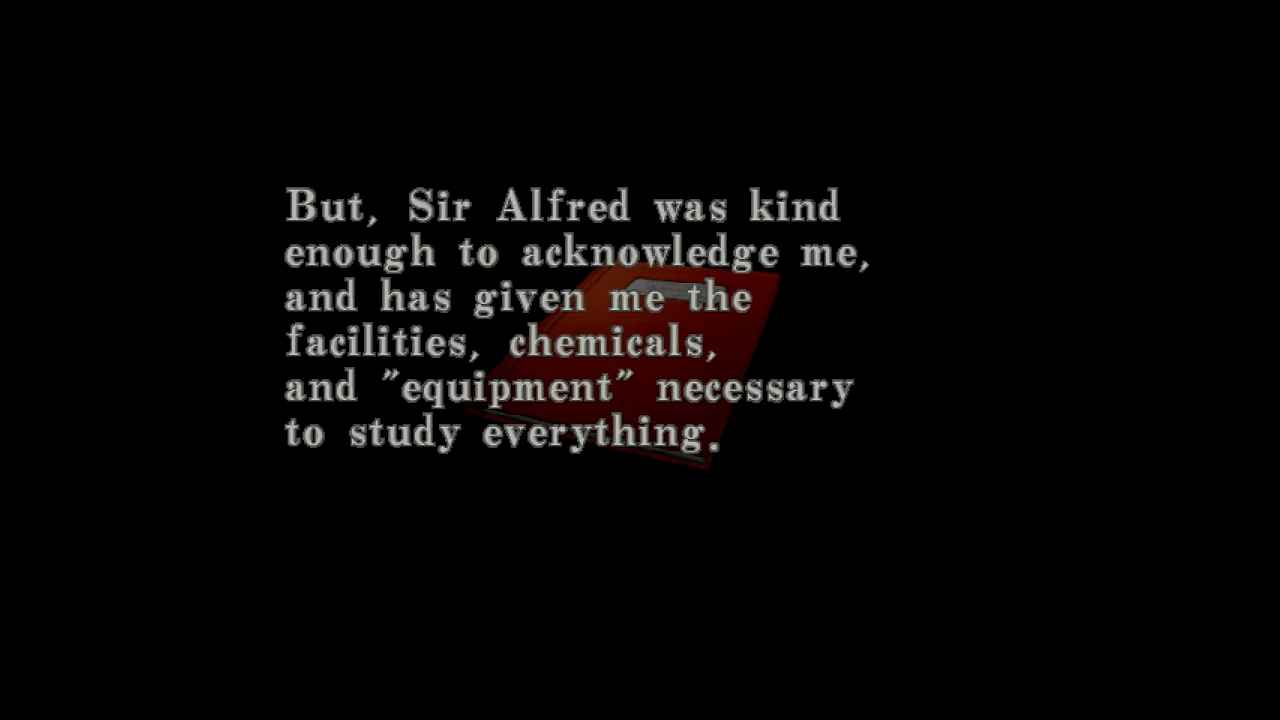 But, Sir Alfred was kind
enough to acknowledge me,
and has given me the
facilities, chemicals,
and "equipment" necessary
to study everything.